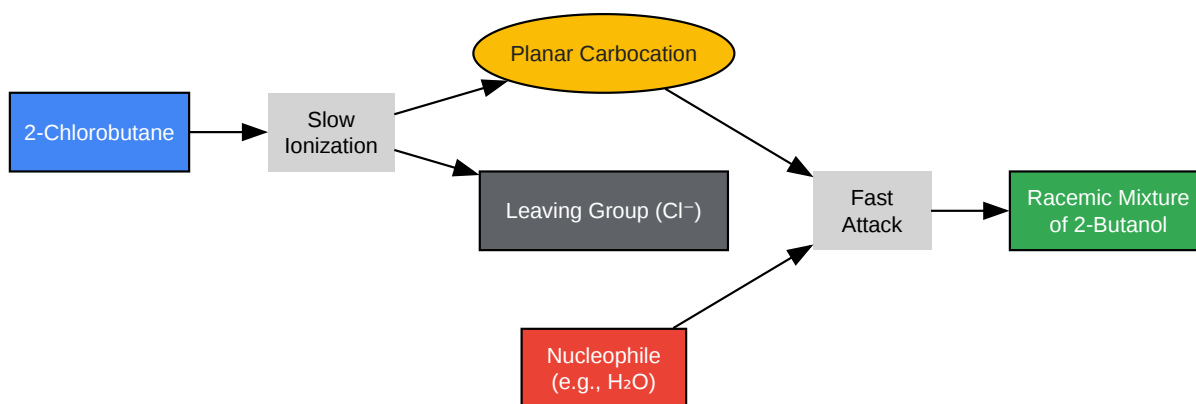 Planar Carbocation
2-Chlorobutane
Slow
Ionization
Leaving Group (Cl⁻)
Fast
Attack
Racemic Mixture
of 2-Butanol
Nucleophile
(e.g., H₂O)